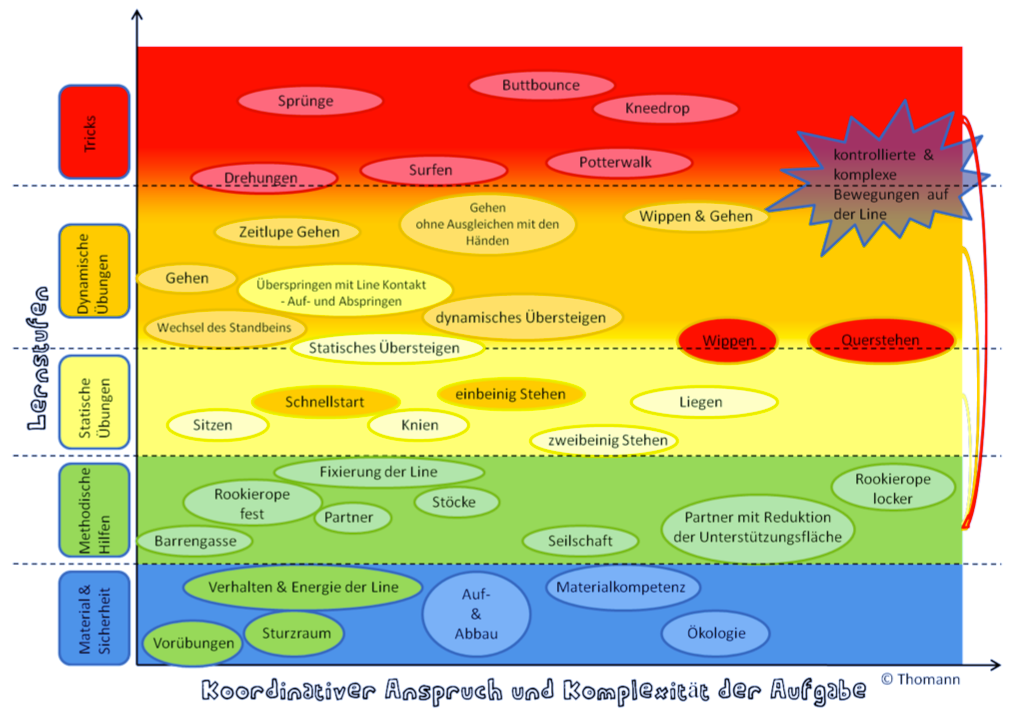 Lernstufen
Tricks
Sprünge
Buttbounce
Kneedrop
Drehungen
Surfen
Potterwalk
kontrollierte &
komplexe
Bewegungen auf
der Line
Dynamische
Übungen
Zeitlupe Gehen
Gehen
ohne Ausgleichen mit den
Händen
Wippen & Gehen
Gehen
Überspringen mit Line Kontakt
- Auf- und Abspringen
Wechsel des Standbeins
dynamisches Übersteigen
Statisches Übersteigen
Wippen
Querstehen
Statische
Übungen
Schnellstart
einbeinig Stehen
Liegen
Sitzen
Knien
zweibeinig Stehen
Methodische
Hilfen
Fixierung der Line
Rookierope
fest
Partner
Stöcke
Barrengasse
Seilschaft
Partner mit Reduktion
der Unterstützungsfläche
Rookierope
locker
Material &
Sicherheit
Verhalten & Energie der Line
Auf-
&
Abbau
Materialkompetenz
Vorübungen
Sturzraum
Ökologie
Koordinativer Anspruch und Komplexität der Aufgabe
© Thomann